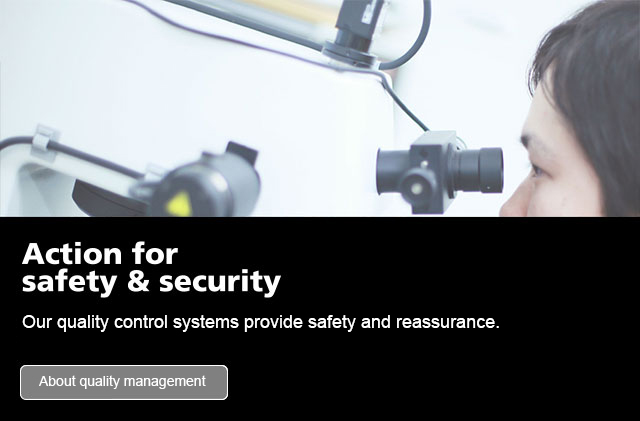 Action for
safety & security
Our quality control systems provide safety and reassurance.
About quality management